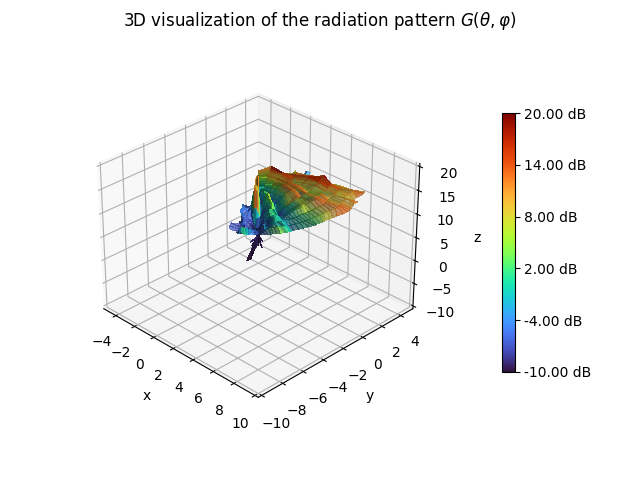 3D visualization of the radiation pattern G(θ, φ)
20.00 dB
14.00 dB
8.00 dB
2.00 dB
-4.00 dB
-10.00 dB
20
15
10
5
0
−5
−10
z
−4
−2
0
2
4
6
8
10
x
−10
−8
−6
−4
−2
0
2
4
y